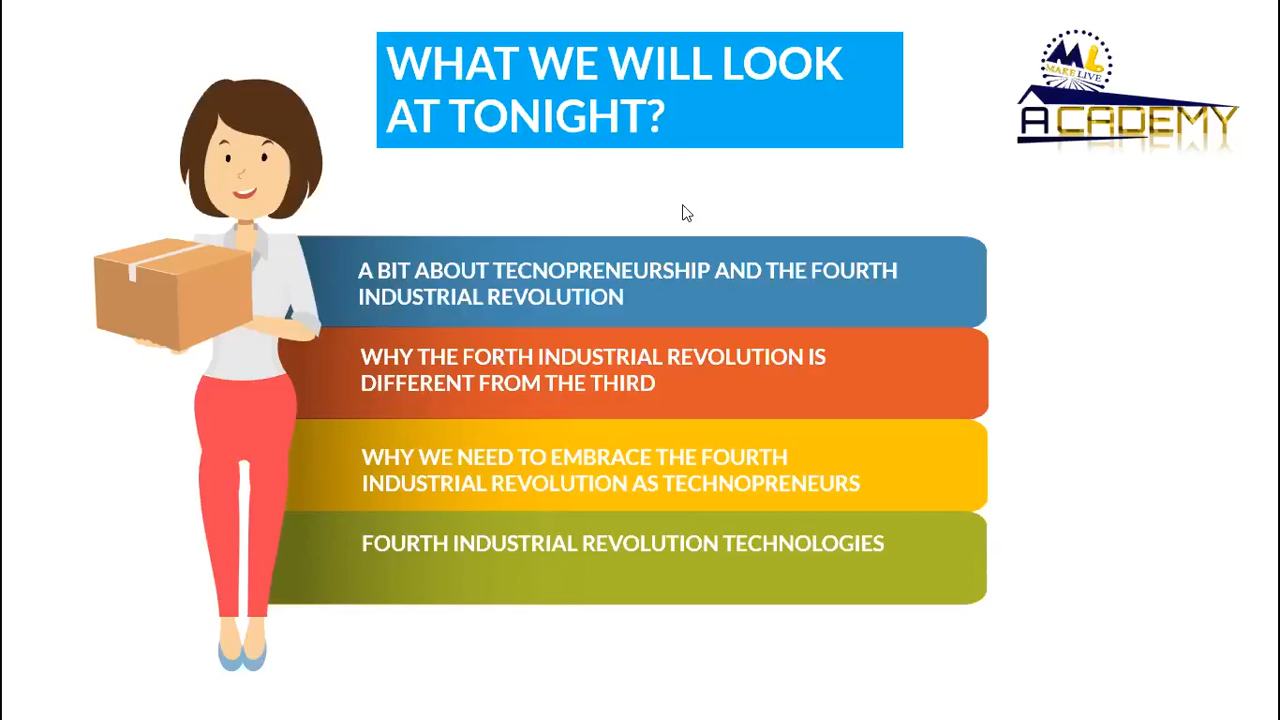 WHAT WE WILL LOOK
AT TONIGHT?
ML
MAKE LIVE
ACADEMY
A BIT ABOUT TECNOPRENEURSHIP AND THE FOURTH
INDUSTRIAL REVOLUTION
WHY THE FORTH INDUSTRIAL REVOLUTION IS
DIFFERENT FROM THE THIRD
WHY WE NEED TO EMBRACE THE FOURTH
INDUSTRIAL REVOLUTION AS TECHNOPRENEURS
FOURTH INDUSTRIAL REVOLUTION TECHNOLOGIES